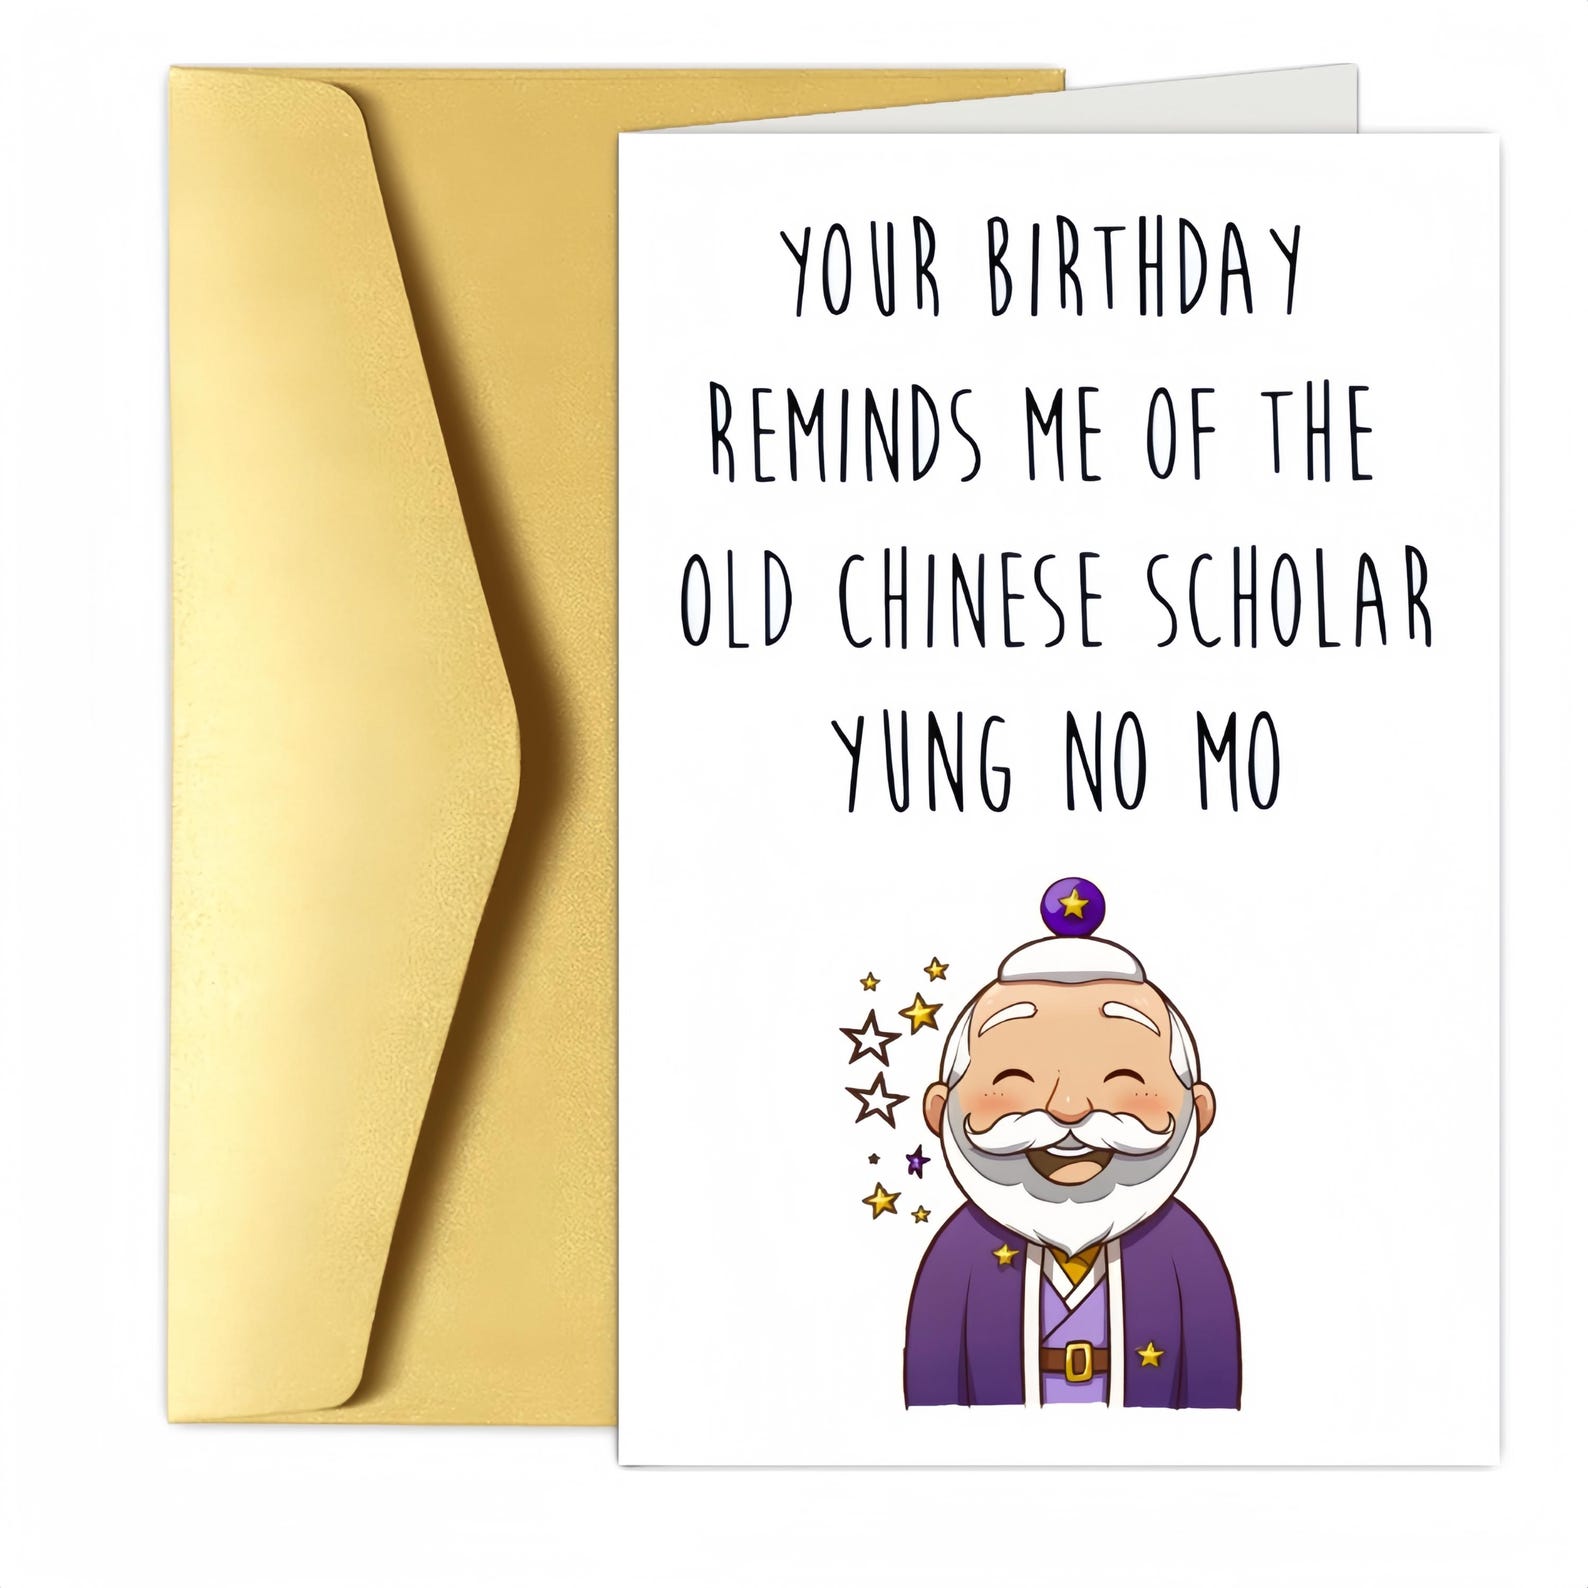 YOUR BIRTHDAY
REMINDS ME OF THE
OLD CHINESE SCHOLAR
YUNG NO MO